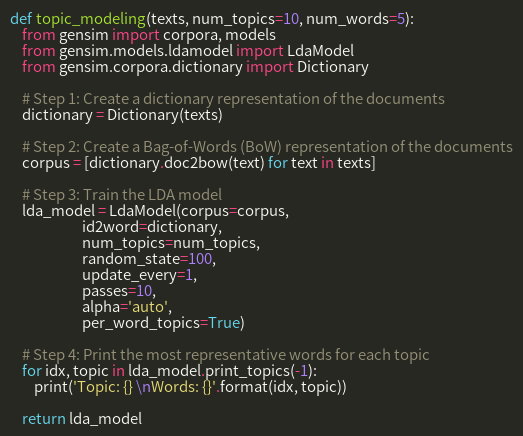 def topic_modeling(texts, num_topics=10, num_words=5):
from gensim import corpora, models
from gensim.models.ldamodel import LdaModel
from gensim.corpora.dictionary import Dictionary
# Step 1: Create a dictionary representation of the documents
dictionary = Dictionary(texts)
# Step 2: Create a Bag-of-Words (BoW) representation of the documents
corpus = [dictionary.doc2bow(text) for text in texts]
# Step 3: Train the LDA model
lda_model = LdaModel(corpus=corpus,
id2word=dictionary,
num_topics=num_topics,
random_state=100,
update_every=1,
passes=10,
alpha='auto',
per_word_topics=True)
# Step 4: Print the most representative words for each topic
for idx, topic in lda_model.print_topics(-1):
print('Topic: {} \nWords: {}'.format(idx, topic))
return lda_model